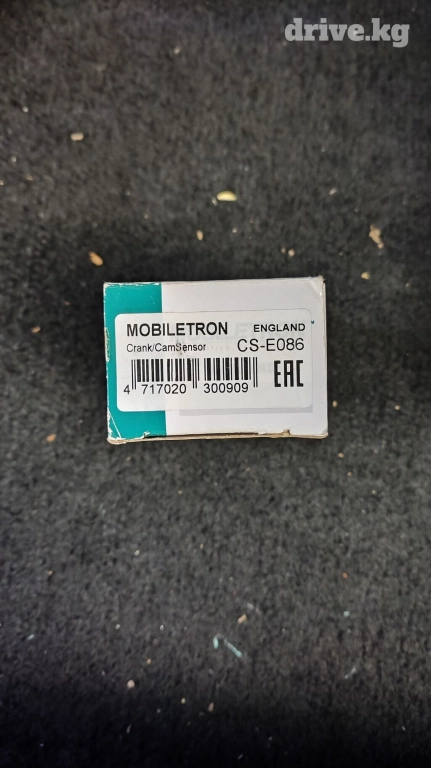 drive.kg
MOBILETRON ENGLAND
Crank/CamSensor CS-E086
4 717020 300909 EAC